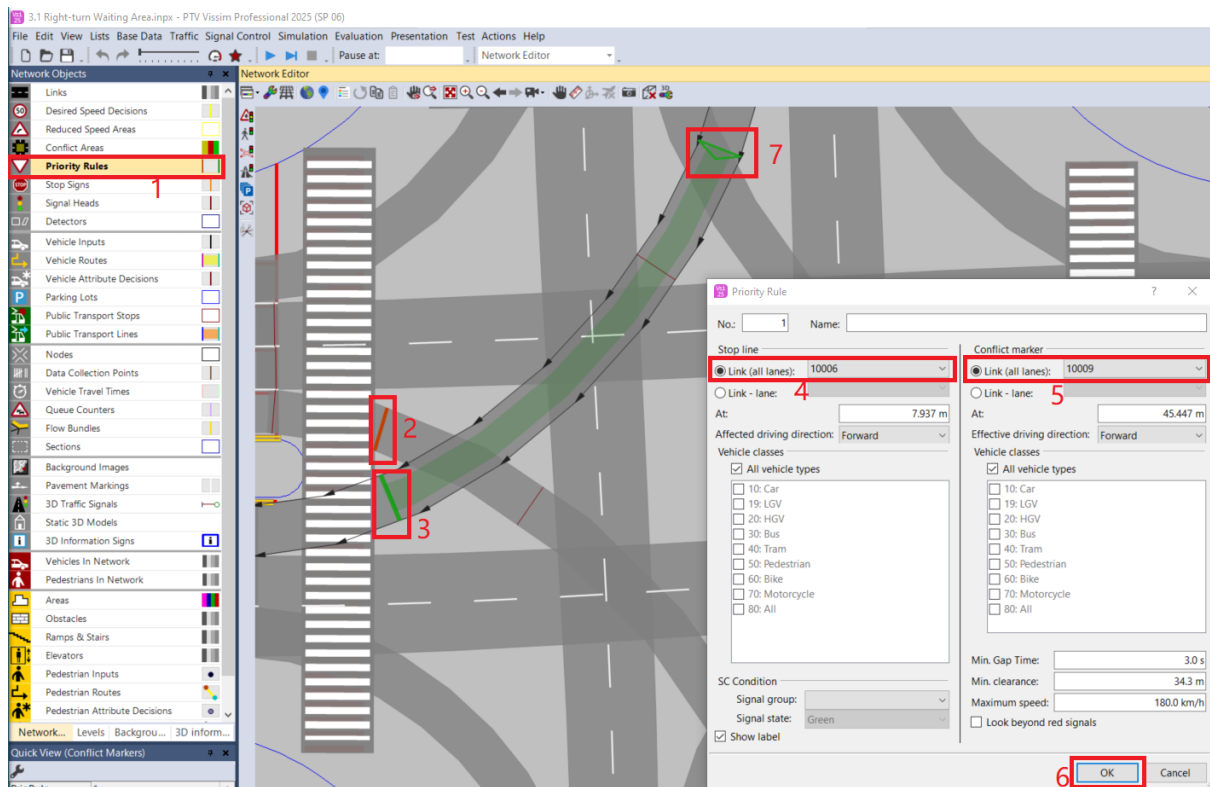 3.1 Right-turn Waiting Area.inpx - PTV Vissim Professional 2025 (SP 06)
File Edit View Lists Base Data Traffic Signal Control Simulation Evaluation Presentation Test Actions Help
Pause at: Network Editor
Network Objects
Network Editor
Links
Desired Speed Decisions
Reduced Speed Areas
Conflict Areas
Priority Rules
1
Stop Signs
Signal Heads
Detectors
Vehicle Inputs
Vehicle Routes
Vehicle Attribute Decisions
Parking Lots
Public Transport Stops
Public Transport Lines
Nodes
Data Collection Points
Vehicle Travel Times
Queue Counters
Flow Bundles
Sections
Background Images
Pavement Markings
3D Traffic Signals
Static 3D Models
3D Information Signs
Vehicles In Network
Pedestrians In Network
Areas
Obstacles
Ramps & Stairs
Elevators
Pedestrian Inputs
Pedestrian Routes
Pedestrian Attribute Decisions
Network... Levels Backgrou... 3D inform...
Quick View (Conflict Markers)
7
2
3
Priority Rule
? ×
No.: 1 Name:
Stop line
Link (all lanes): 10006
4
Link - lane:
At: 7.937 m
Affected driving direction: Forward
Vehicle classes
All vehicle types
10: Car
19: LGV
20: HGV
30: Bus
40: Tram
50: Pedestrian
60: Bike
70: Motorcycle
80: All
SC Condition
Signal group:
Signal state: Green
Show label
Conflict marker
Link (all lanes): 10009
5
Link - lane:
At: 45.447 m
Effective driving direction: Forward
Vehicle classes
All vehicle types
10: Car
19: LGV
20: HGV
30: Bus
40: Tram
50: Pedestrian
60: Bike
70: Motorcycle
80: All
Min. Gap Time: 3.0 s
Min. clearance: 34.3 m
Maximum speed: 180.0 km/h
Look beyond red signals
6
OK Cancel